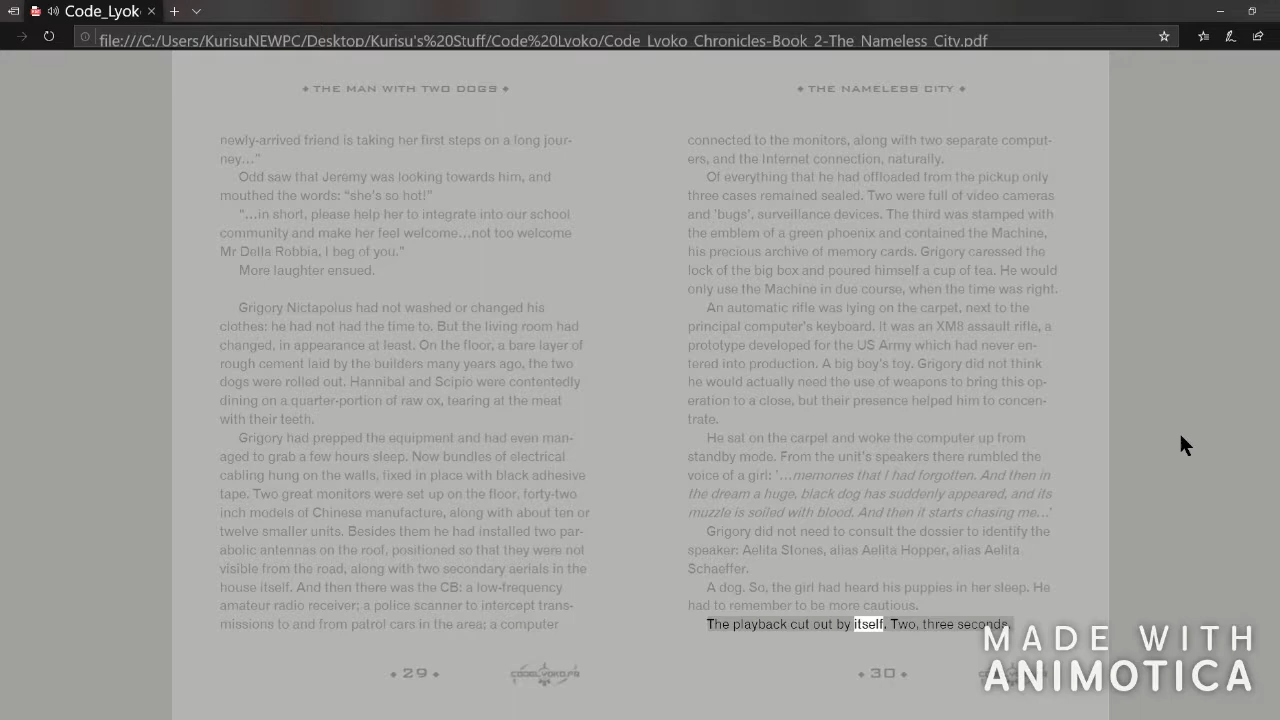 Code_Lyok
file:///C:/Users/KurisuNEWPC/Desktop/Kurisu's%20Stuff/Code%20Lyoko/Code_Lyoko_Chronicles-Book_2-The_Nameless_City.pdf
THE MAN WITH TWO DOGS
newly-arrived friend is taking her first steps on a long jour-
ney…”
Odd saw that Jeremy was looking towards him, and
mouthed the words: “she's so hot!”
“…in short, please help her to integrate into our school
community and make her feel welcome…not too welcome
Mr Della Robbia, I beg of you.”
More laughter ensued.
Grigory Nictapolus had not washed or changed his
clothes: he had not had the time to. But the living room had
changed, in appearance at least. On the floor, a bare layer of
rough cement laid by the builders many years ago, the two
dogs were rolled out. Hannibal and Scipio were contentedly
dining on a quarter-portion of raw ox, tearing at the meat
with their teeth.
Grigory had prepped the equipment and had even man-
aged to grab a few hours sleep. Now bundles of electrical
cabling hung on the walls, fixed in place with black adhesive
tape. Two great monitors were set up on the floor, forty-two
inch models of Chinese manufacture, along with about ten or
twelve smaller units. Besides them he had installed two par-
abolic antennas on the roof, positioned so that they were not
visible from the road, along with two secondary aerials in the
house itself. And then there was the CB: a low-frequency
amateur radio receiver; a police scanner to intercept trans-
missions to and from patrol cars in the area; a computer
29
CODELYOKO.FR
THE NAMELESS CITY
connected to the monitors, along with two separate comput-
ers, and the Internet connection, naturally.
Of everything that he had offloaded from the pickup only
three cases remained sealed. Two were full of video cameras
and 'bugs', surveillance devices. The third was stamped with
the emblem of a green phoenix and contained the Machine,
his precious archive of memory cards. Grigory caressed the
lock of the big box and poured himself a cup of tea. He would
only use the Machine in due course, when the time was right.
An automatic rifle was lying on the carpet, next to the
principal computer's keyboard. It was an XM8 assault rifle, a
prototype developed for the US Army which had never en-
tered into production. A big boy's toy. Grigory did not think
he would actually need the use of weapons to bring this op-
eration to a close, but their presence helped him to concen-
trate.
He sat on the carpet and woke the computer up from
standby mode. From the unit's speakers there rumbled the
voice of a girl: '…memories that I had forgotten. And then in
the dream a huge, black dog has suddenly appeared, and its
muzzle is soiled with blood. And then it starts chasing me…'
Grigory did not need to consult the dossier to identify the
speaker: Aelita Stones, alias Aelita Hopper, alias Aelita
Schaeffer.
A dog. So, the girl had heard his puppies in her sleep. He
had to remember to be more cautious.
The playback cut out by itself. Two, three seconds.
30
MADE WITH
ANIMOTICA